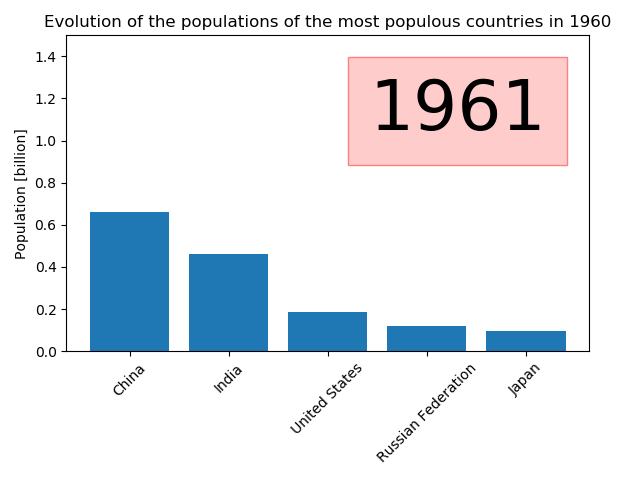 Evolution of the populations of the most populous countries in 1960
1961
Population [billion]
1.4
1.2
1.0
0.8
0.6
0.4
0.2
0.0
China
India
United States
Russian Federation
Japan